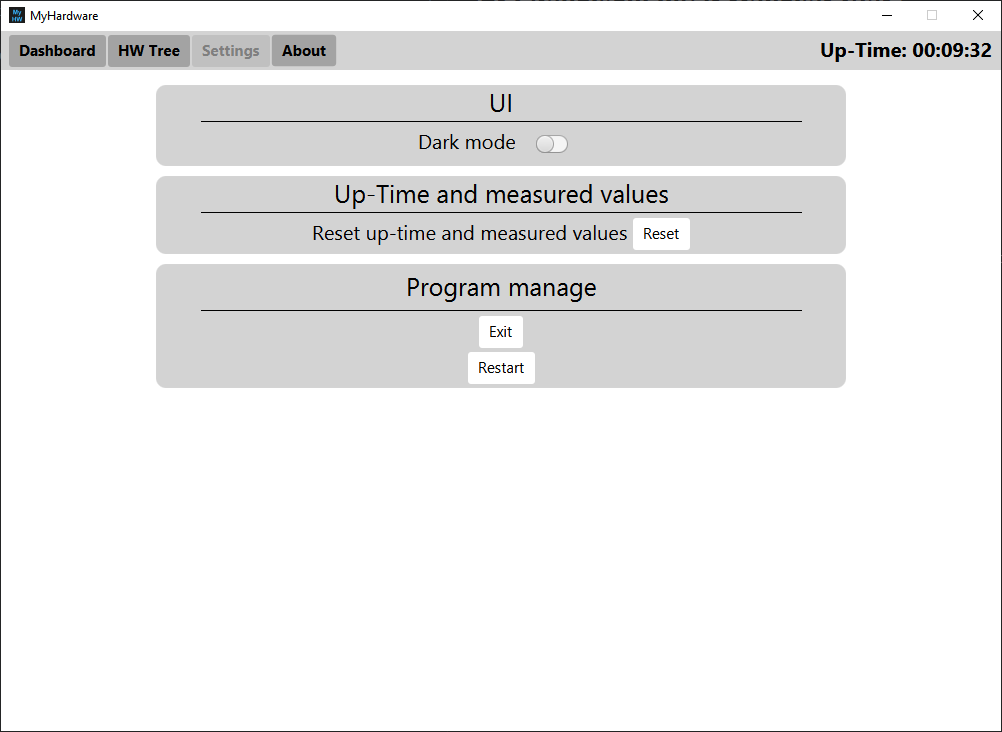 My
HW
MyHardware
Dashboard HW Tree Settings About Up-Time: 00:09:32
UI
Dark mode
Up-Time and measured values
Reset up-time and measured values Reset
Program manage
Exit
Restart